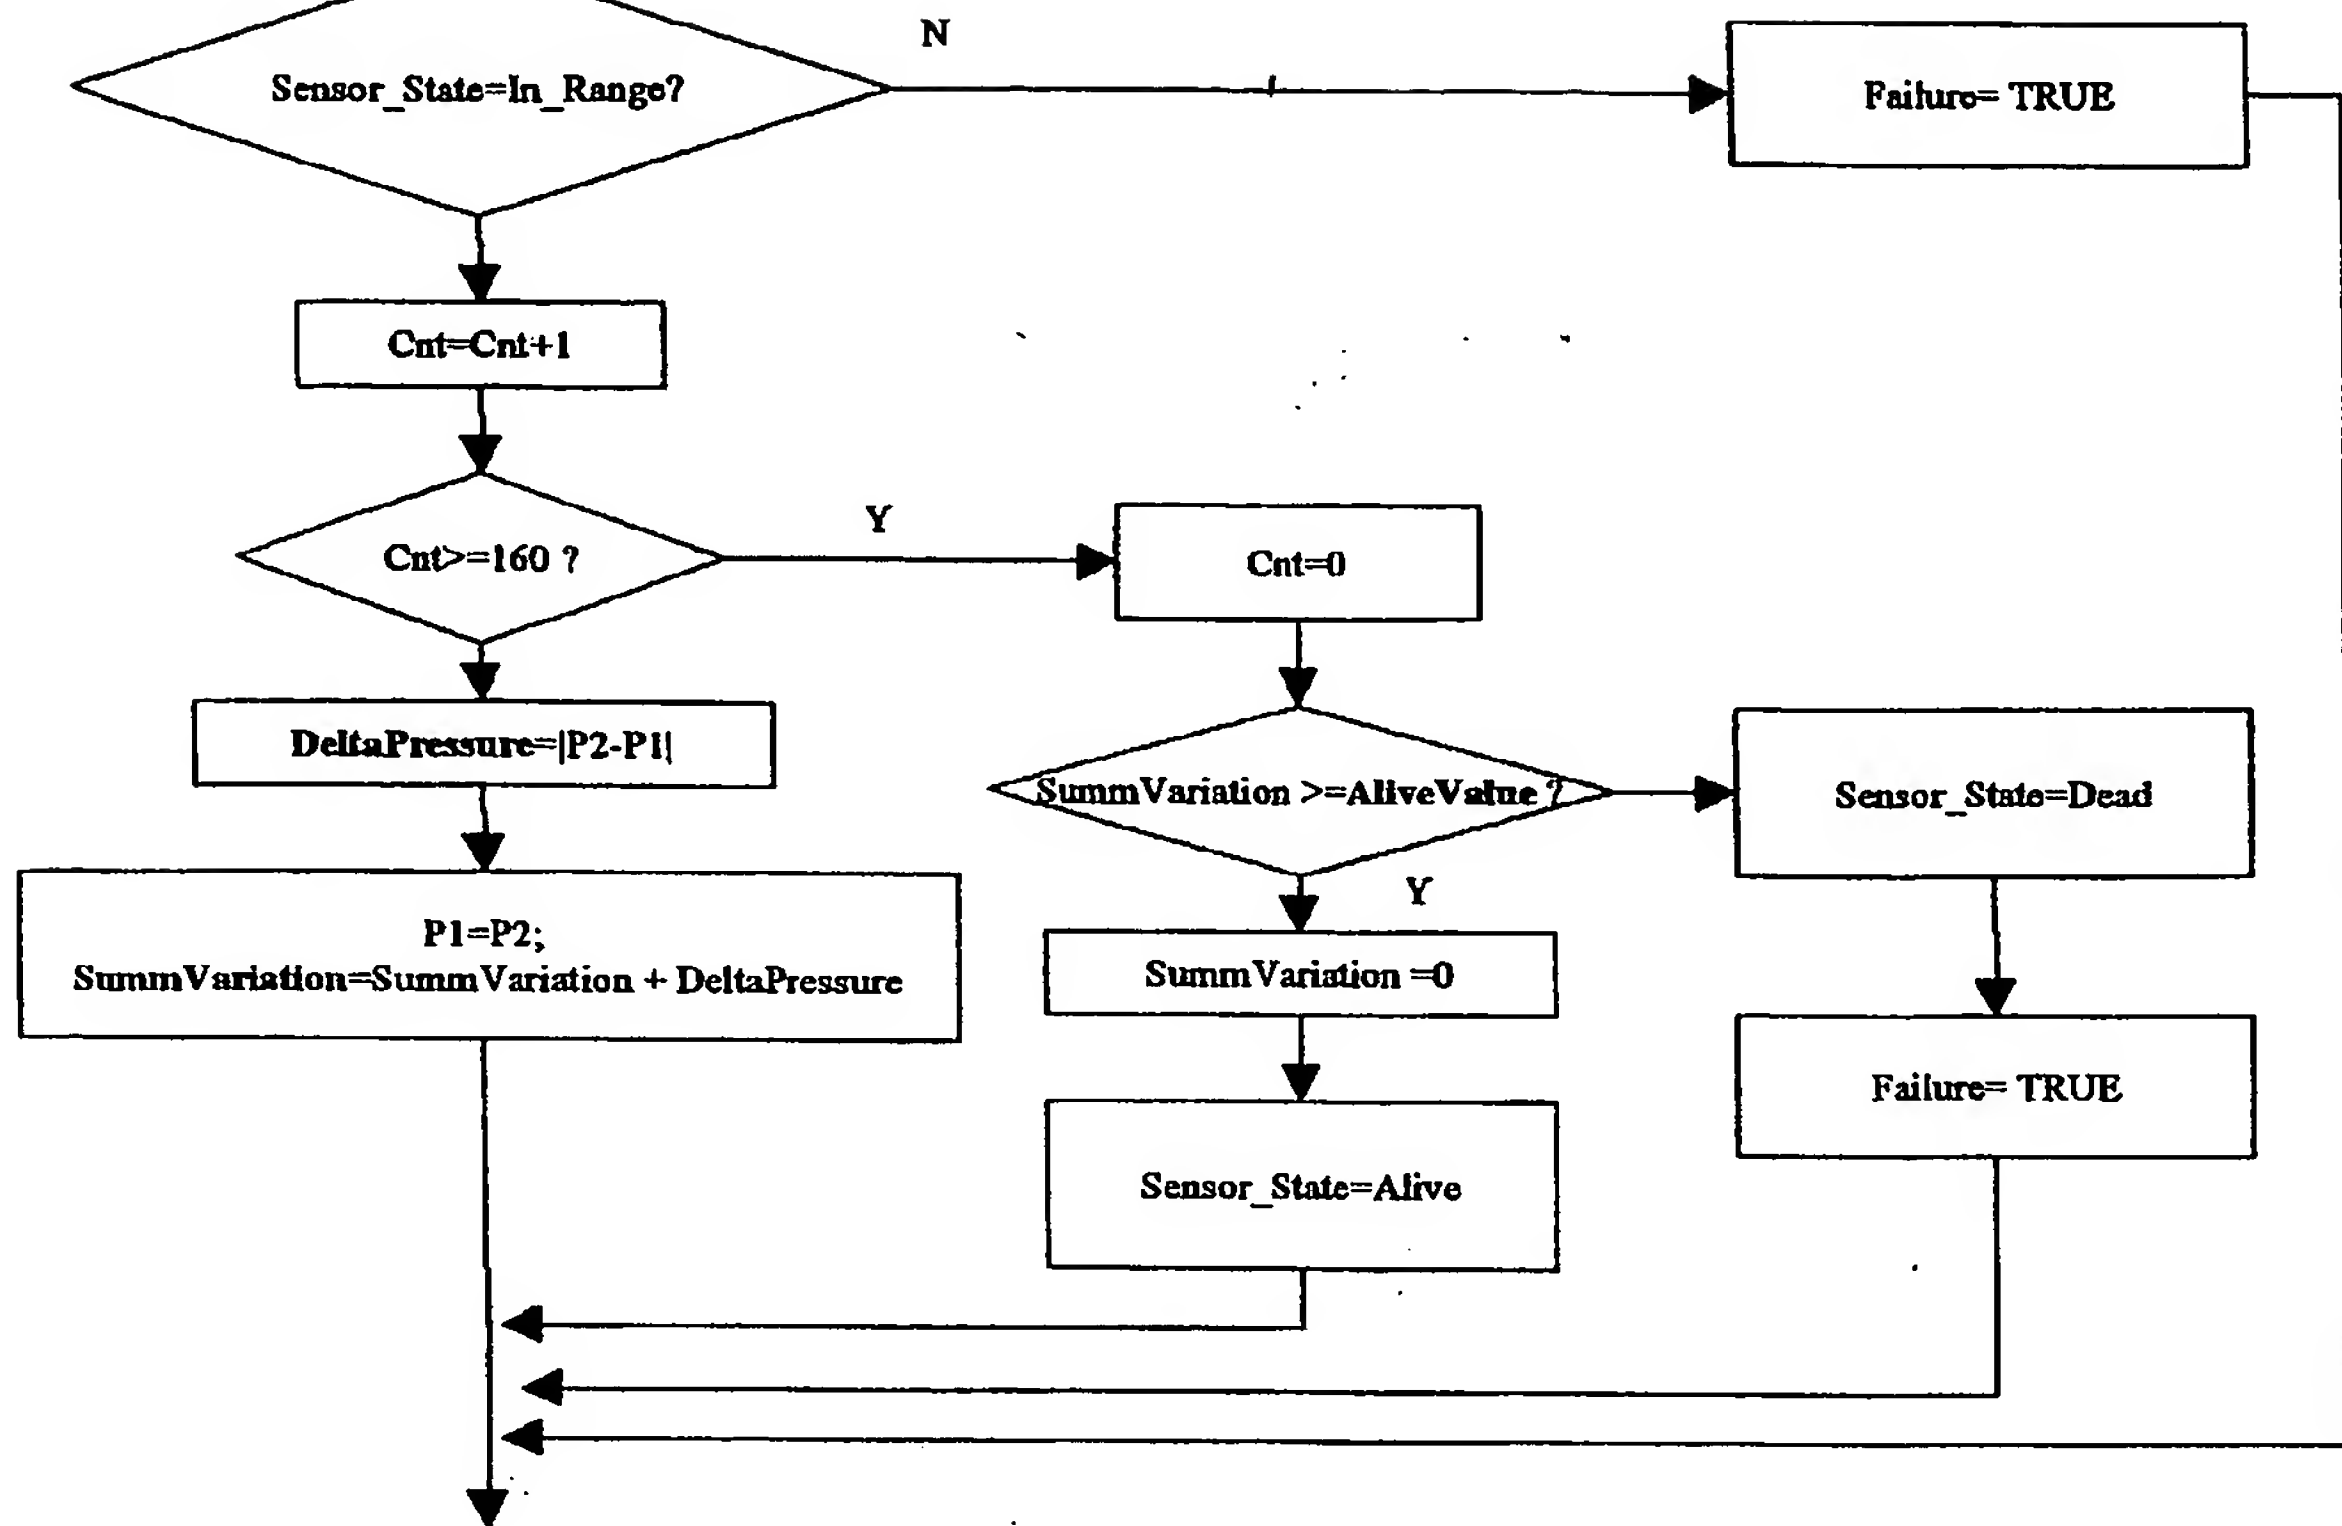 N
Sensor_State=In_Range?
Failure= TRUE
Cnt=Cnt+1
Y
Cnt>=160 ?
Cnt=0
DeltaPressure=|P2-P1|
SummVariation >=AliveValue ?
Sensor_State=Dead
Y
P1=P2;
SummVariation=SummVariation + DeltaPressure
SummVariation =0
Failure= TRUE
Sensor_State=Alive